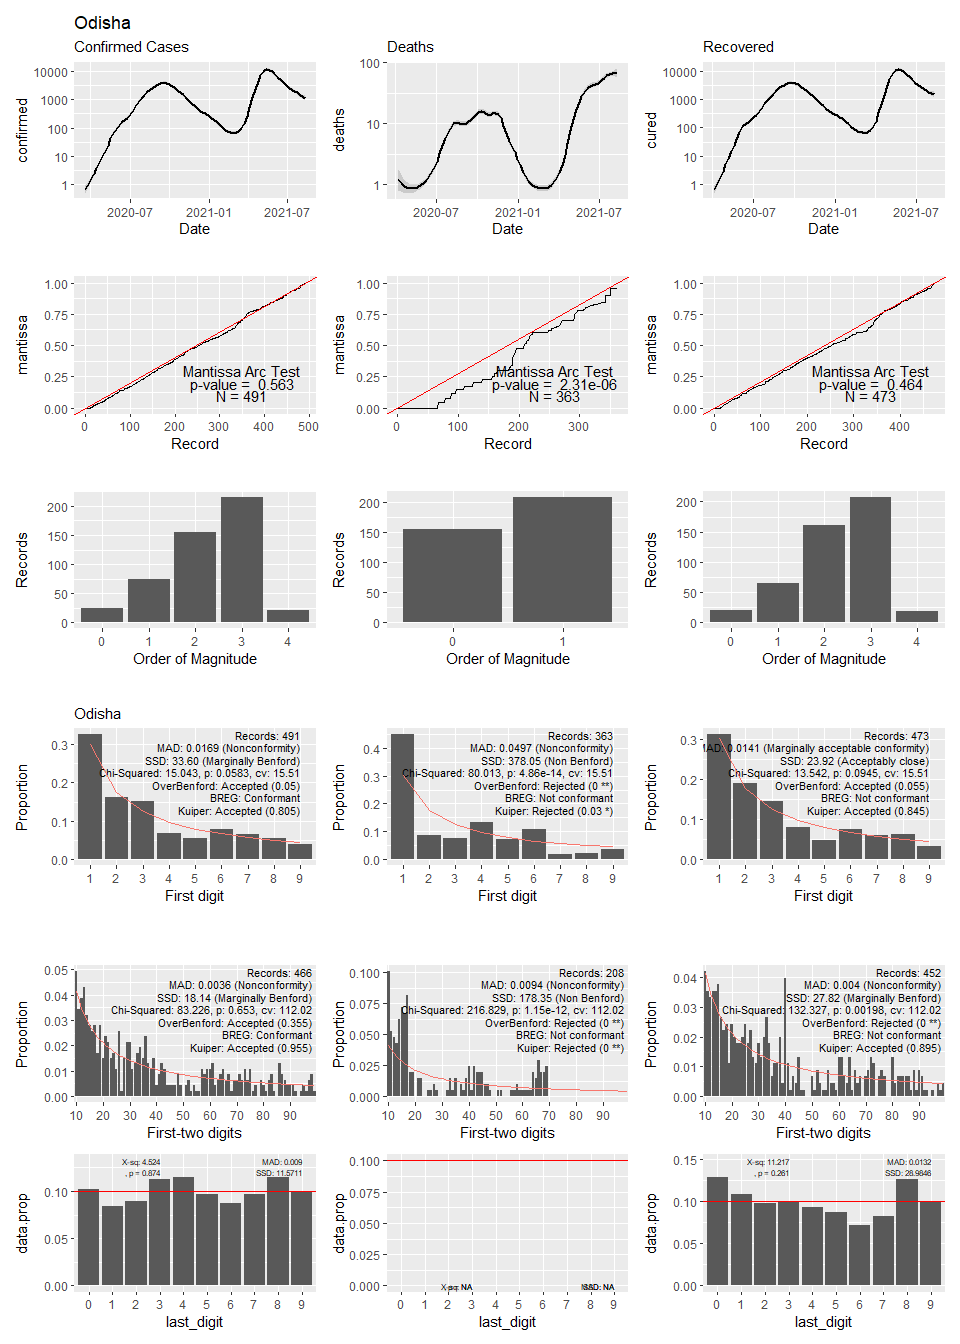 Odisha
Confirmed Cases
Deaths
Recovered
confirmed
10000
1000
100
10
1
2020-07
2021-01
2021-07
Date
deaths
100
10
1
2020-07
2021-01
2021-07
Date
cured
10000
1000
100
10
1
2020-07
2021-01
2021-07
Date
mantissa
1.00
0.75
0.50
0.25
0.00
Mantissa Arc Test
p-value = 0.563
N = 491
0 100 200 300 400 500
Record
mantissa
1.00
0.75
0.50
0.25
0.00
Mantissa Arc Test
p-value = 2.31e-06
N = 363
0 100 200 300
Record
mantissa
1.00
0.75
0.50
0.25
0.00
Mantissa Arc Test
p-value = 0.464
N = 473
0 100 200 300 400
Record
Records
200
150
100
50
0
0 1 2 3 4
Order of Magnitude
Records
200
150
100
50
0
0 1
Order of Magnitude
Records
200
150
100
50
0
0 1 2 3 4
Order of Magnitude
Odisha
Proportion
0.3
0.2
0.1
0.0
Records: 491
MAD: 0.0169 (Nonconformity)
SSD: 33.60 (Marginally Benford)
Chi-Squared: 15.043, p: 0.0583, cv: 15.51
OverBenford: Accepted (0.05)
BREG: Conformant
Kuiper: Accepted (0.805)
1 2 3 4 5 6 7 8 9
First digit
Proportion
0.4
0.3
0.2
0.1
0.0
Records: 363
MAD: 0.0497 (Nonconformity)
SSD: 378.05 (Non Benford)
Chi-Squared: 80.013, p: 4.86e-14, cv: 15.51
OverBenford: Rejected (0 **)
BREG: Not conformant
Kuiper: Rejected (0.03 *)
1 2 3 4 5 6 7 8 9
First digit
Proportion
0.3
0.2
0.1
0.0
Records: 473
MAD: 0.0141 (Marginally acceptable conformity)
SSD: 23.92 (Acceptably close)
Chi-Squared: 13.542, p: 0.0945, cv: 15.51
OverBenford: Accepted (0.055)
BREG: Not conformant
Kuiper: Accepted (0.845)
1 2 3 4 5 6 7 8 9
First digit
Proportion
0.05
0.04
0.03
0.02
0.01
0.00
Records: 466
MAD: 0.0036 (Nonconformity)
SSD: 18.14 (Marginally Benford)
Chi-Squared: 83.226, p: 0.653, cv: 112.02
OverBenford: Accepted (0.355)
BREG: Conformant
Kuiper: Accepted (0.955)
10 20 30 40 50 60 70 80 90
First-two digits
Proportion
0.100
0.075
0.050
0.025
0.000
Records: 208
MAD: 0.0094 (Nonconformity)
SSD: 178.35 (Non Benford)
Chi-Squared: 216.829, p: 1.15e-12, cv: 112.02
OverBenford: Rejected (0 **)
BREG: Not conformant
Kuiper: Rejected (0 **)
10 20 30 40 50 60 70 80 90
First-two digits
Proportion
0.04
0.03
0.02
0.01
0.00
Records: 452
MAD: 0.004 (Nonconformity)
SSD: 27.82 (Marginally Benford)
Chi-Squared: 132.327, p: 0.00198, cv: 112.02
OverBenford: Rejected (0 **)
BREG: Not conformant
Kuiper: Accepted (0.895)
10 20 30 40 50 60 70 80 90
First-two digits
data.prop
0.10
0.05
0.00
X-sq: 4.524
, p = 0.874
MAD: 0.009
SSD: 11.5711
0 1 2 3 4 5 6 7 8 9
last_digit
data.prop
0.100
0.075
0.050
0.025
0.000
X-sq: NA
SSD: NA
0 1 2 3 4 5 6 7 8 9
last_digit
data.prop
0.15
0.10
0.05
0.00
X-sq: 11.217
, p = 0.261
MAD: 0.0132
SSD: 28.9846
0 1 2 3 4 5 6 7 8 9
last_digit